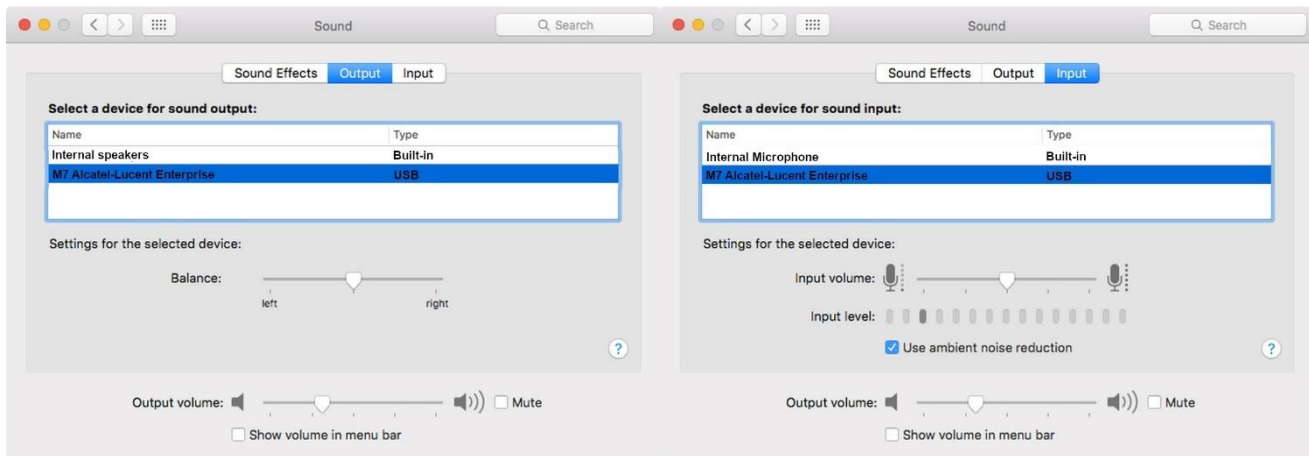 Sound
Search
Sound Effects Output Input
Select a device for sound output:
Name Type
Internal speakers Built-in
M7 Alcatel-Lucent Enterprise USB
Settings for the selected device:
Balance:
left right
?
Output volume: Mute
Show volume in menu bar
Sound
Search
Sound Effects Output Input
Select a device for sound input:
Name Type
Internal Microphone Built-in
M7 Alcatel-Lucent Enterprise USB
Settings for the selected device:
Input volume:
Input level:
Use ambient noise reduction
?
Output volume: Mute
Show volume in menu bar